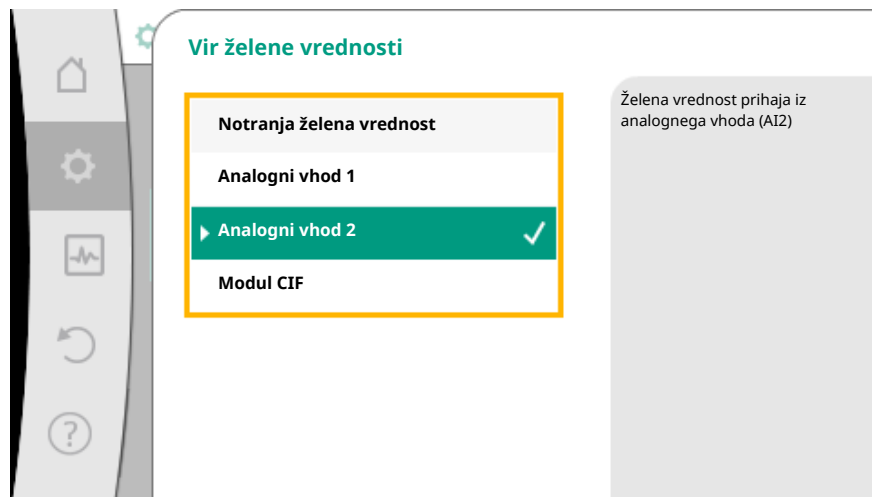 Vir želene vrednosti
Notranja želena vrednost
Analogni vhod 1
Analogni vhod 2
Modul CIF
Želena vrednost prihaja iz
analognega vhoda (AI2)
?